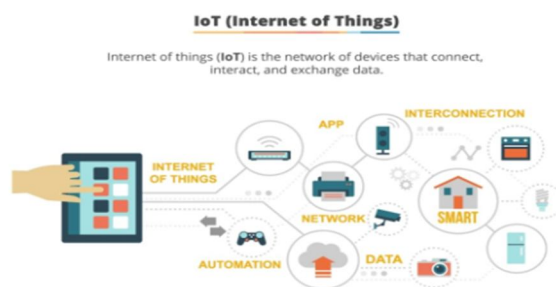 IoT (Internet of Things)
Internet of things (IoT) is the network of devices that connect,
interact, and exchange data.
INTERCONNECTION
APP
INTERNET
OF THINGS
SMART
NETWORK
AUTOMATION
DATA